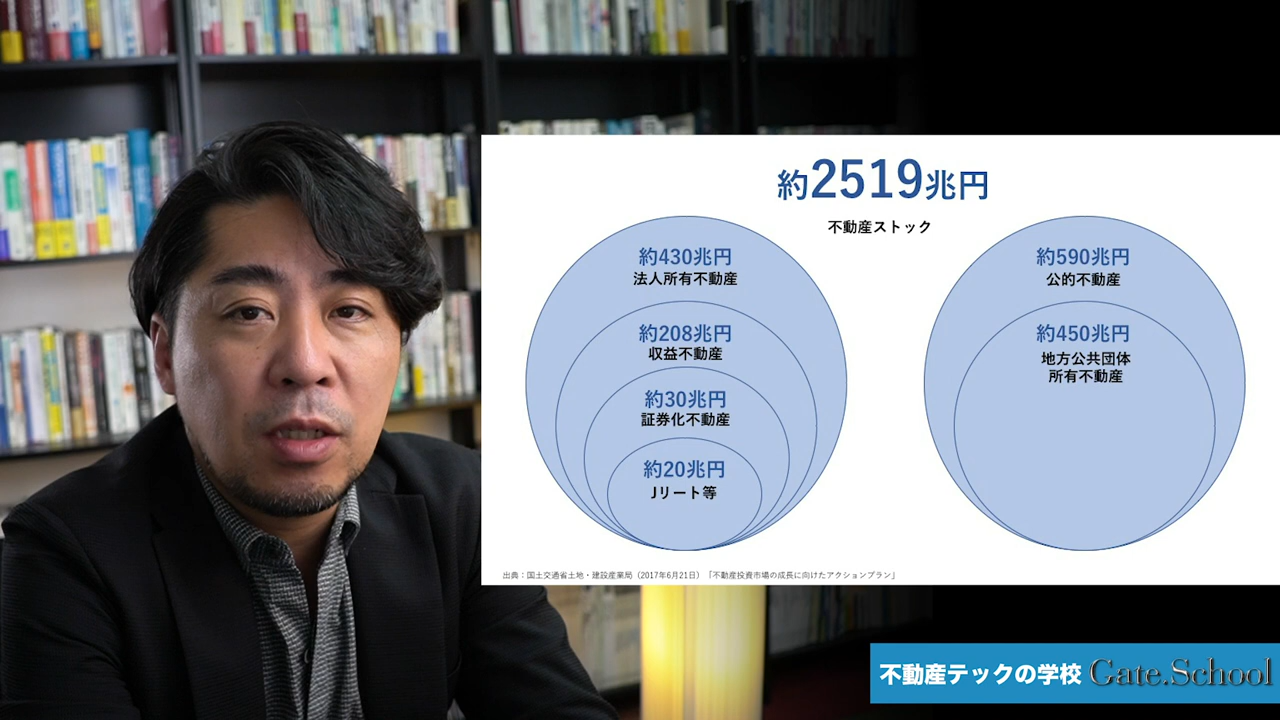 約2519兆円
不動産ストック
約430兆円
法人所有不動産
約208兆円
収益不動産
約30兆円
証券化不動産
約20兆円
Jリート等
約590兆円
公的不動産
約450兆円
地方公共団体
所有不動産
出典：国土交通省土地・建設産業局（2017年6月21日）「不動産投資市場の成長に向けたアクションプラン」
不動産テックの学校 Gate.School